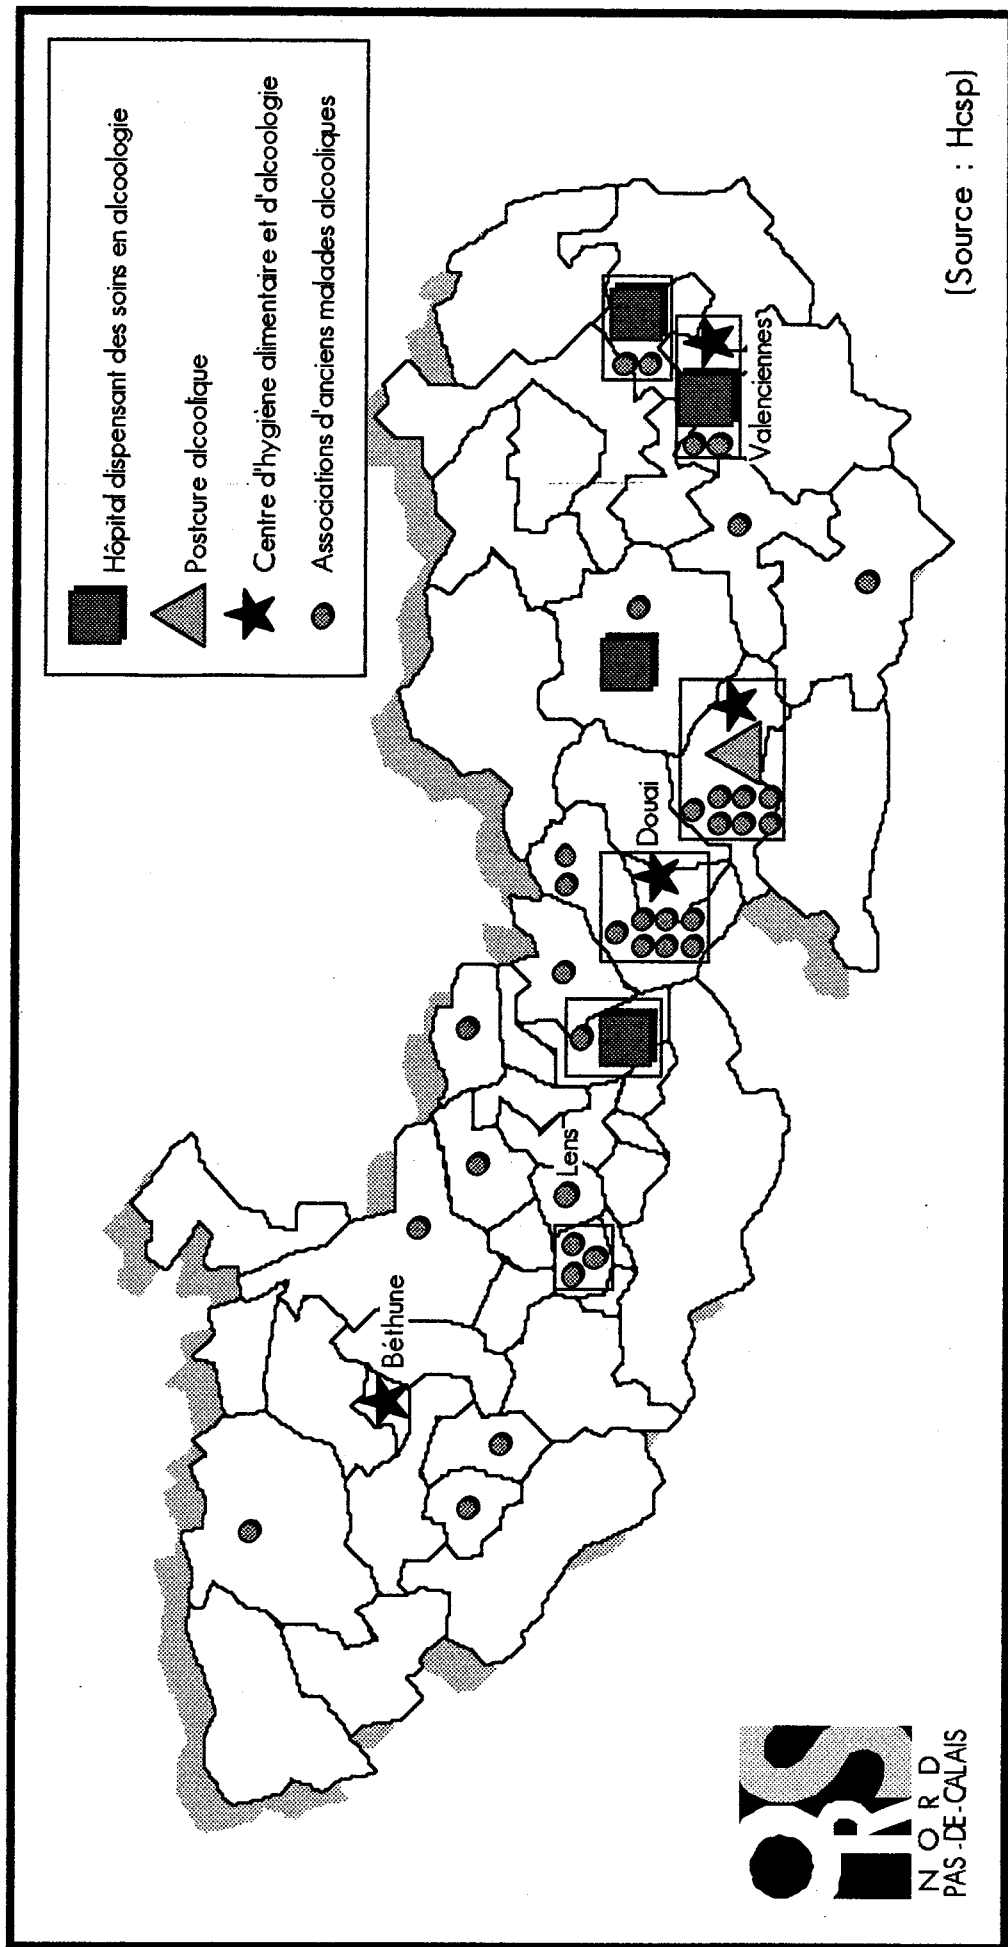 Hôpital dispensant des soins en alcoologie
Postcure alcoolique
Centre d'hygiène alimentaire et d'alcoologie
Associations d'anciens malades alcooliques
Béthune
Lens
Douai
Valenciennes
ORS
NORD
PAS-DE-CALAIS
(Source : Hcsp)